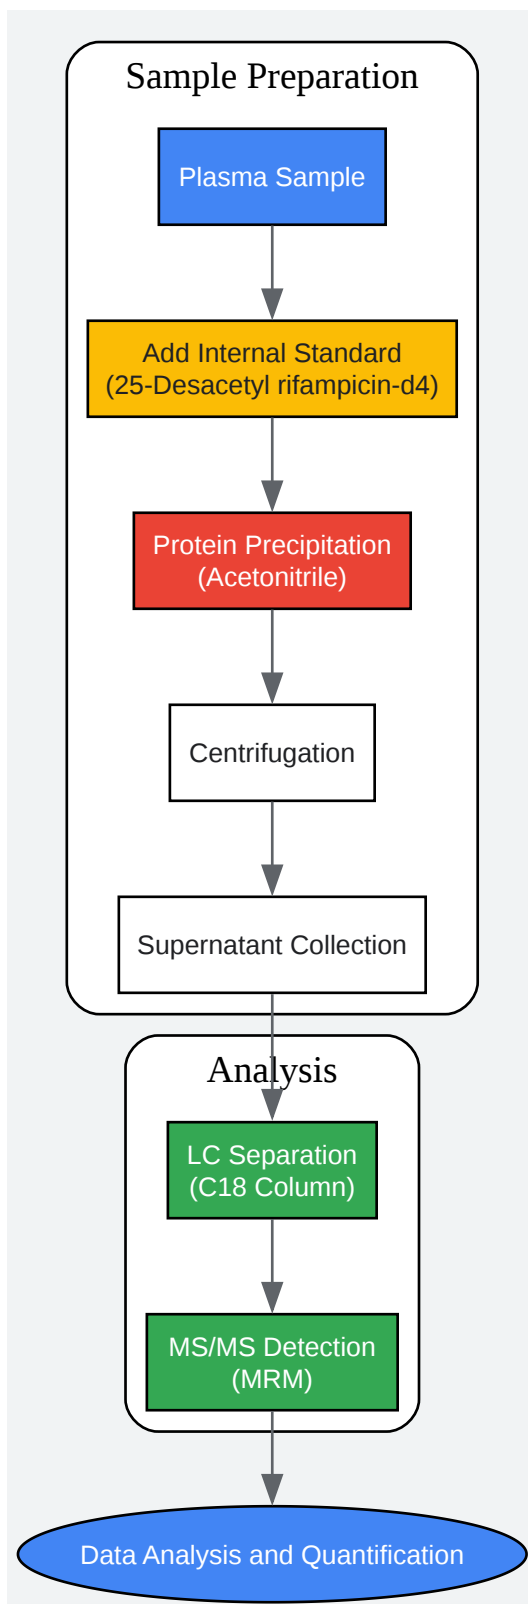 Sample Preparation
Plasma Sample
Add Internal Standard
(25-Desacetyl rifampicin-d4)
Protein Precipitation
(Acetonitrile)
Centrifugation
Supernatant Collection
Analysis
LC Separation
(C18 Column)
MS/MS Detection
(MRM)
Data Analysis and Quantification